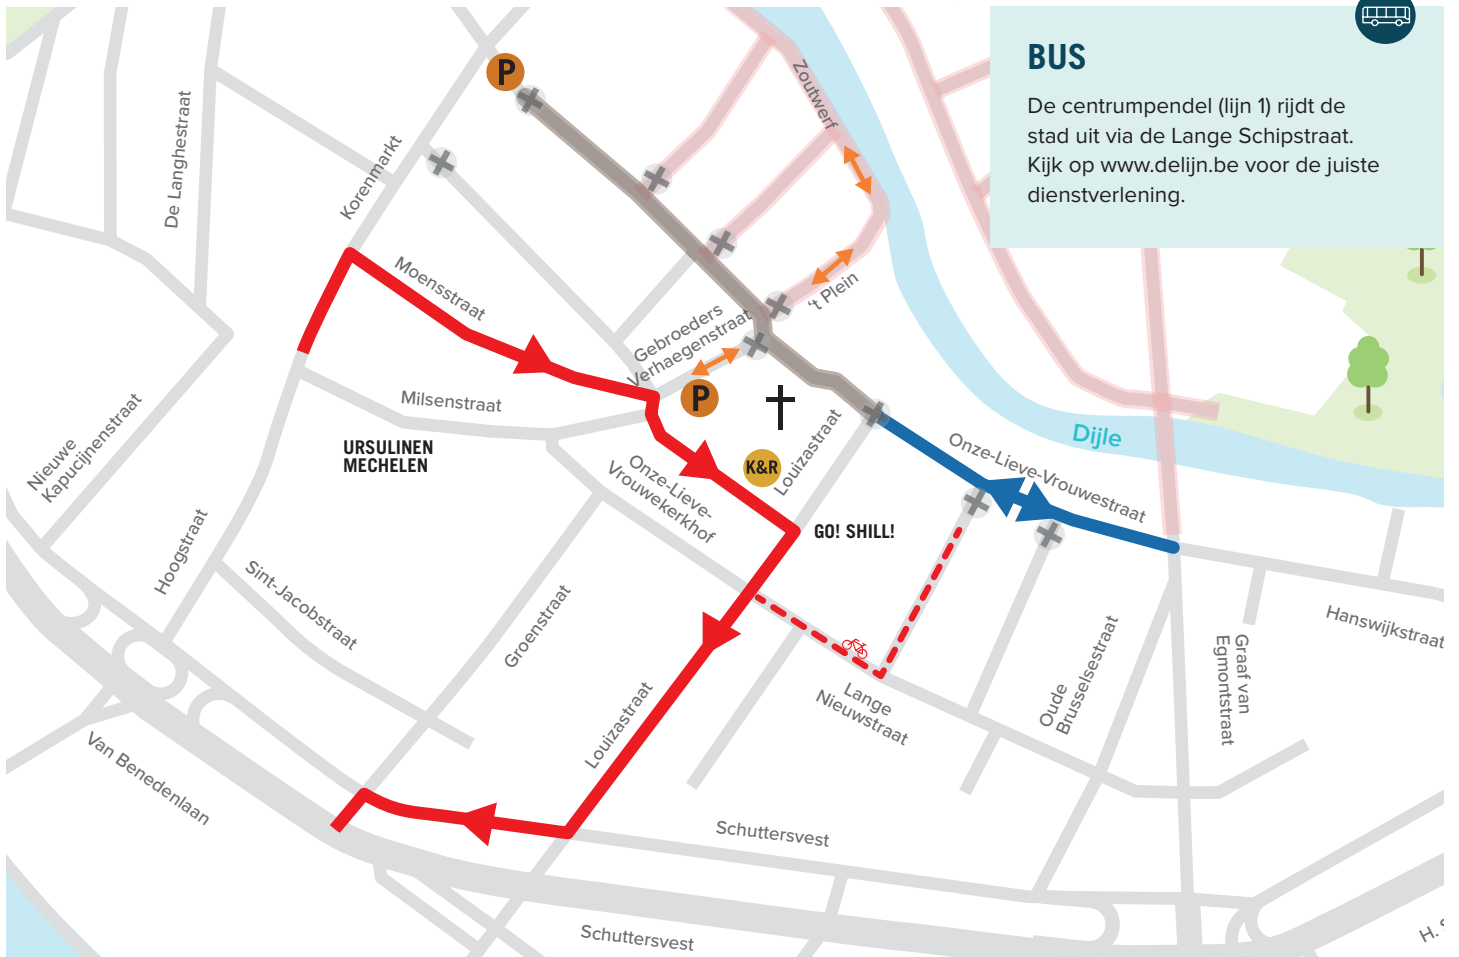 BUS
De centrumpendel (lijn 1) rijdt de
stad uit via de Lange Schipstraat.
Kijk op www.delijn.be voor de juiste
dienstverlening.
P
Zoutwerf
De Langhestraat
Korenmarkt
Moensstraat
't Plein
Gebroeders
Verhaegenstraat
P
Milsenstraat
URSULINEN
MECHELEN
Nieuwe
Kapucijnenstraat
K&R
Louizastraat
Onze-Lieve-Vrouwestraat
Dijle
Onze-Lieve-
Vrouwekerkhof
GO! SHILL!
Hoogstraat
Sint-Jacobstraat
Groenstraat
Hanswijkstraat
Graaf van
Egmontstraat
Oude
Brusselsestraat
Lange
Nieuwstraat
Louizastraat
Van Benedenlaan
Schuttersvest
Schuttersvest
H.